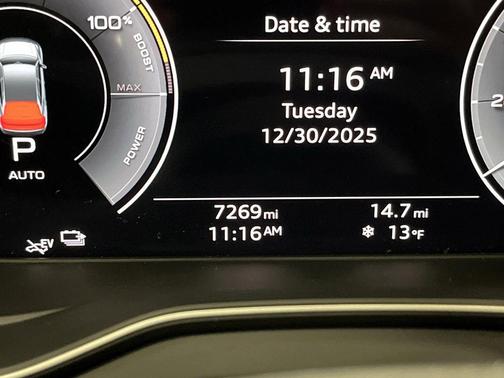 100%
Date & time
BOOST
11:16 AM
MAX
Tuesday
12/30/2025
POWER
P
AUTO
7269mi
14.7mi
EV
11:16AM
13°F